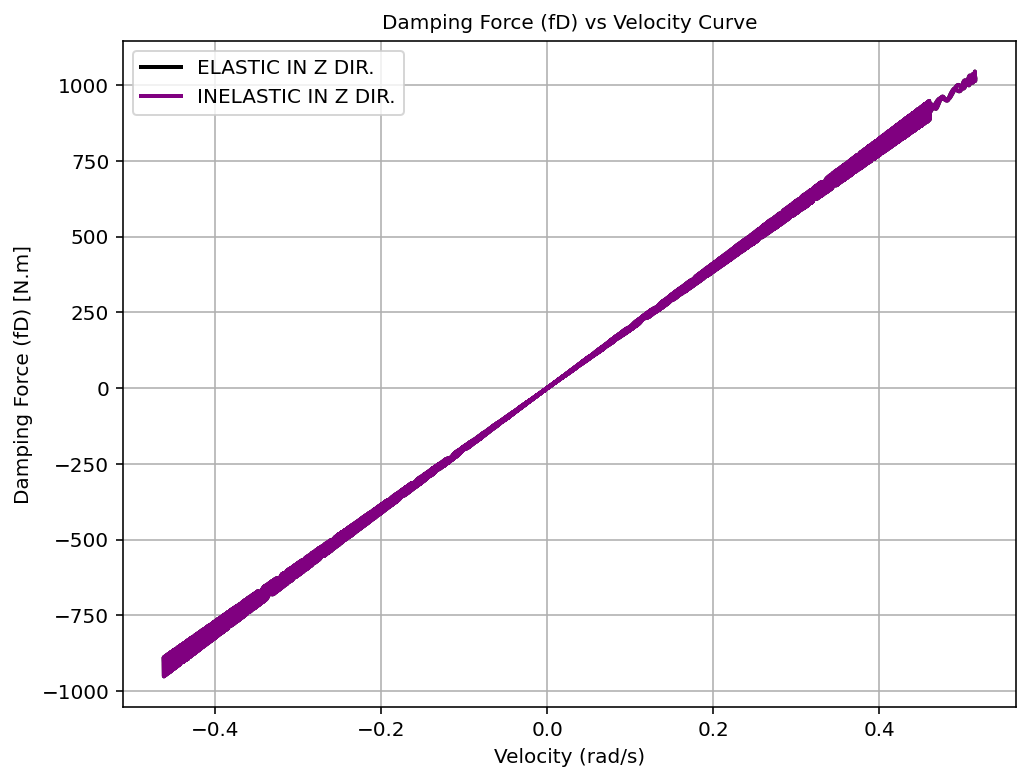 Damping Force (fD) vs Velocity Curve
ELASTIC IN Z DIR.
INELASTIC IN Z DIR.
1000
750
500
250
0
−250
−500
−750
−1000
Damping Force (fD) [N.m]
−0.4
−0.2
0.0
0.2
0.4
Velocity (rad/s)